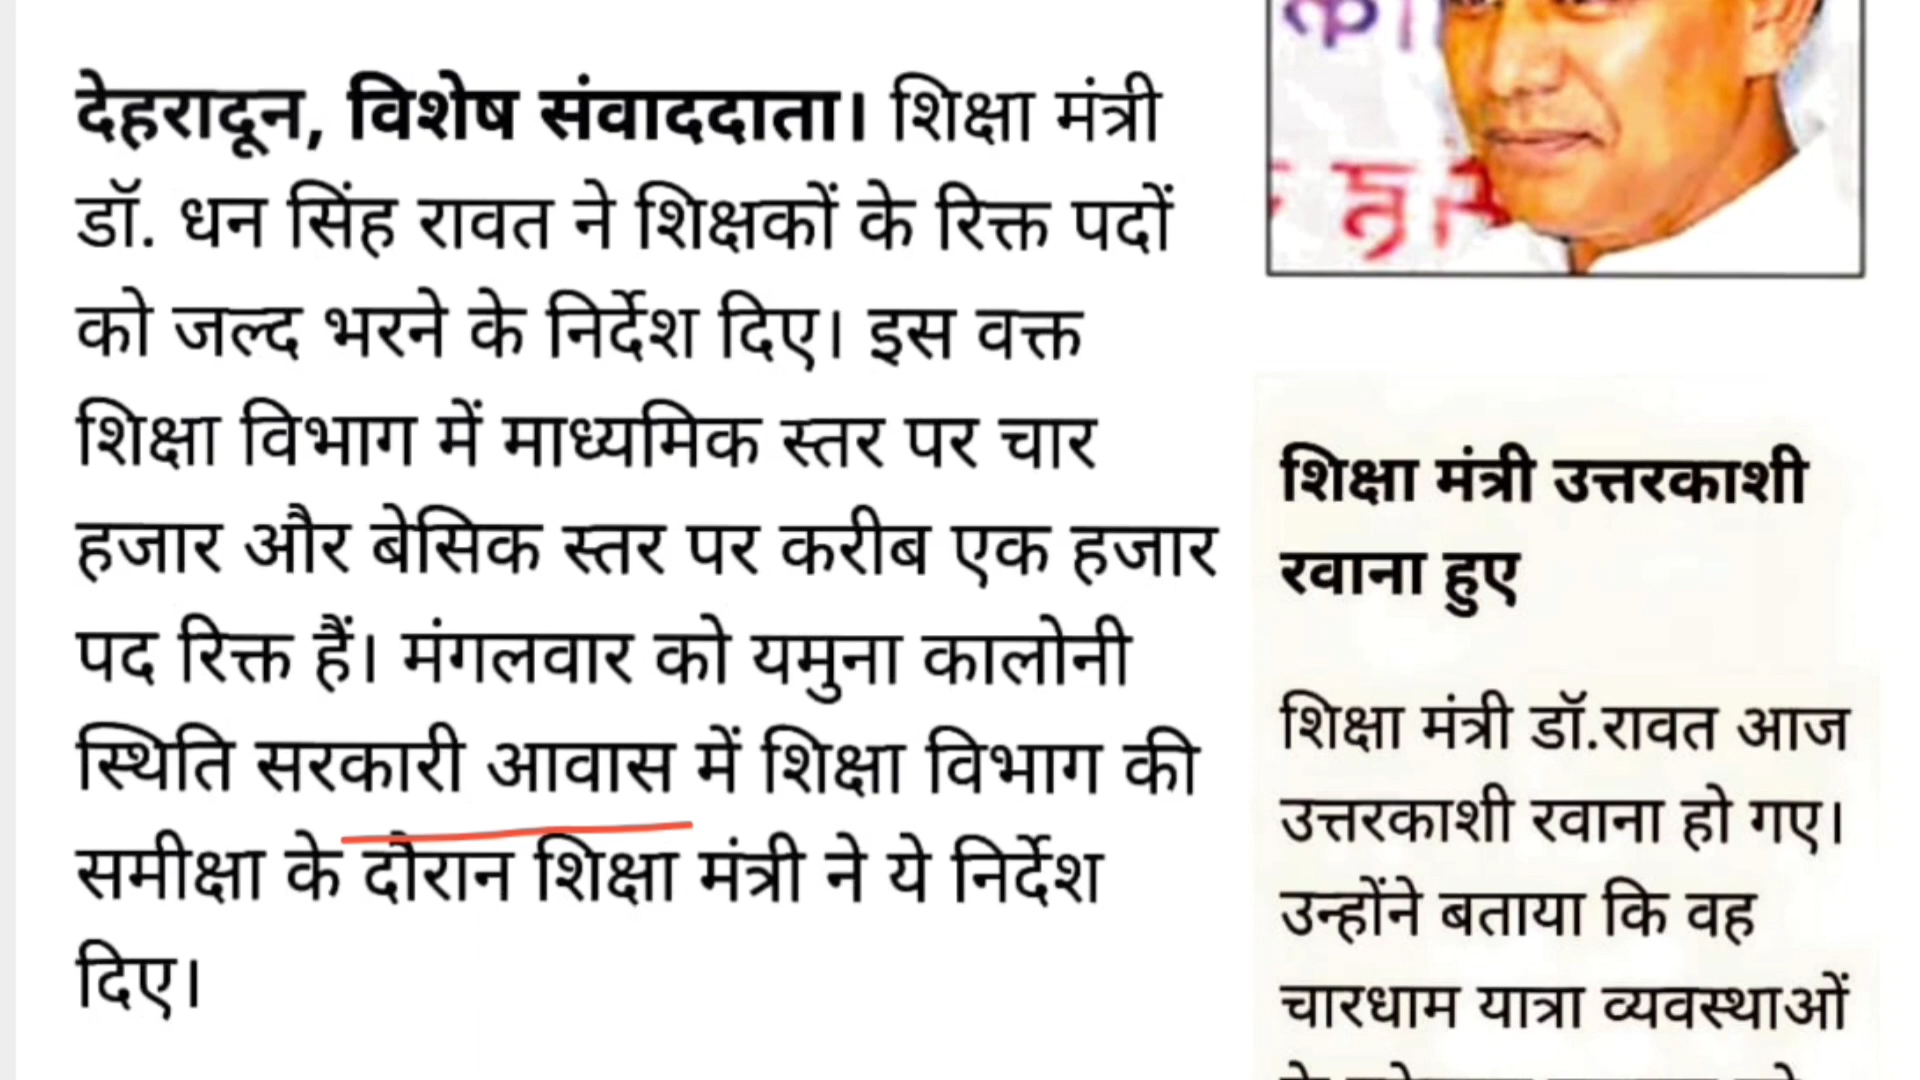 देहरादून, विशेष संवाददाता। शिक्षा मंत्री
डॉ. धन सिंह रावत ने शिक्षकों के रिक्त पदों
को जल्द भरने के निर्देश दिए। इस वक्त
शिक्षा विभाग में माध्यमिक स्तर पर चार
हजार और बेसिक स्तर पर करीब एक हजार
पद रिक्त हैं। मंगलवार को यमुना कालोनी
स्थिति सरकारी आवास में शिक्षा विभाग की
समीक्षा के दौरान शिक्षा मंत्री ने ये निर्देश
दिए।
शिक्षा मंत्री उत्तरकाशी
रवाना हुए
शिक्षा मंत्री डॉ.रावत आज
उत्तरकाशी रवाना हो गए।
उन्होंने बताया कि वह
चारधाम यात्रा व्यवस्थाओं